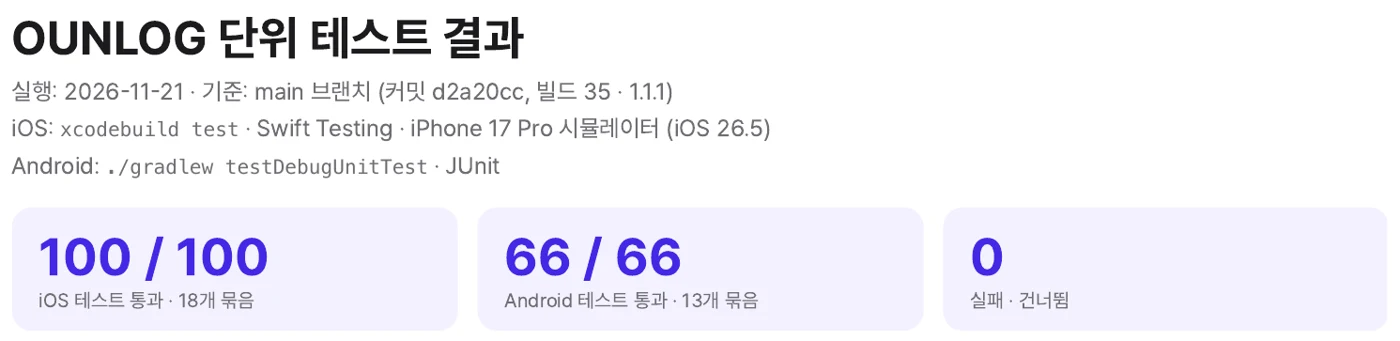 OUNLOG 단위 테스트 결과
실행: 2026-11-21 · 기준: main 브랜치 (커밋 d2a20cc, 빌드 35 · 1.1.1)
iOS: xcodebuild test · Swift Testing · iPhone 17 Pro 시뮬레이터 (iOS 26.5)
Android: ./gradlew testDebugUnitTest · JUnit
100 / 100
iOS 테스트 통과 · 18개 묶음
66 / 66
Android 테스트 통과 · 13개 묶음
0
실패 · 건너뜀